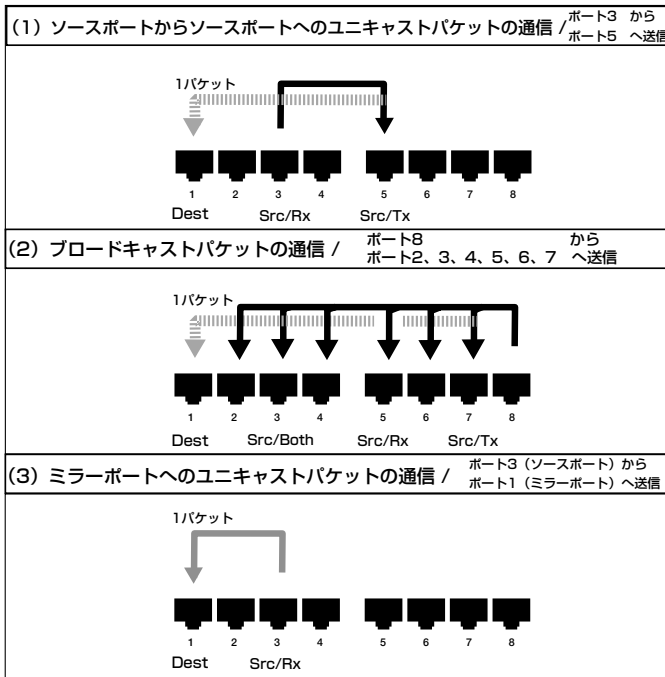 (1) ソースポートからソースポートへのユニキャストパケットの通信 / ポート3 から
ポート5 へ送信
1パケット
1 2 3 4 5 6 7 8
Dest Src/Rx Src/Tx
(2) ブロードキャストパケットの通信 / ポート8 から
ポート2、3、4、5、6、7 へ送信
1パケット
1 2 3 4 5 6 7 8
Dest Src/Both Src/Rx Src/Tx
(3) ミラーポートへのユニキャストパケットの通信 / ポート3（ソースポート）から
ポート1（ミラーポート）へ送信
1パケット
1 2 3 4 5 6 7 8
Dest Src/Rx